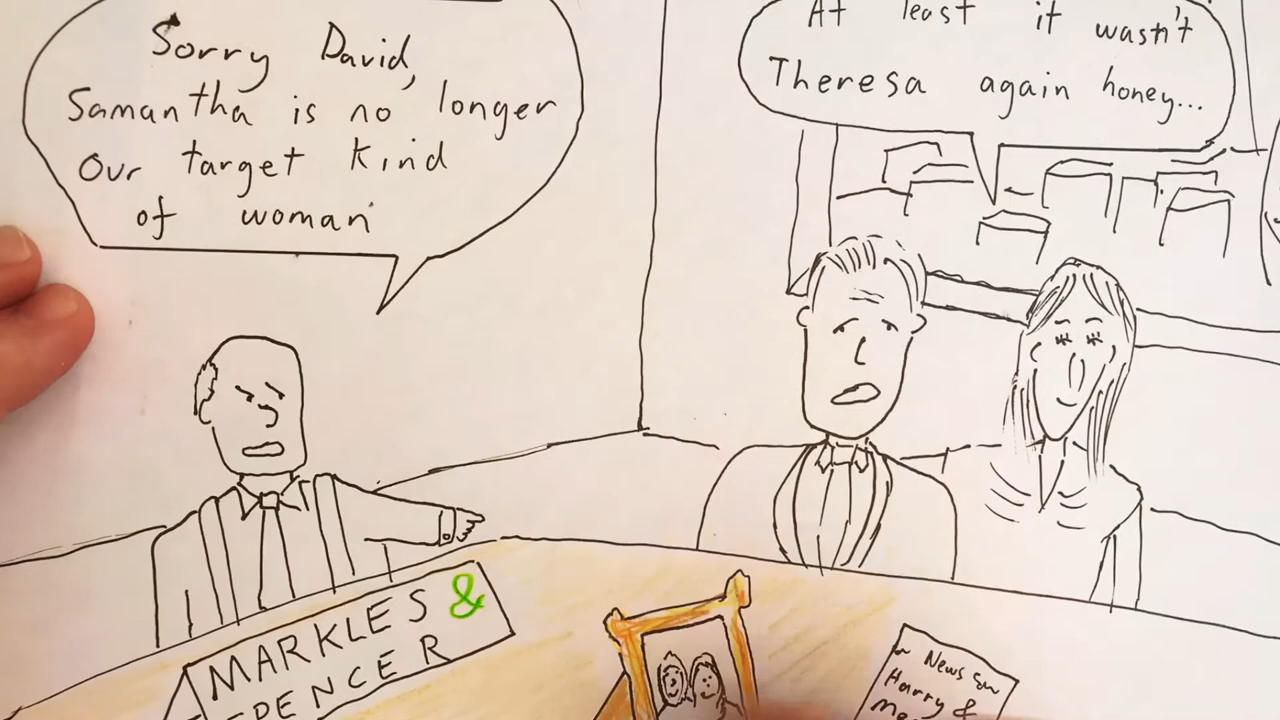 Sorry David,
Samantha is no longer
our target kind
of woman
At least it wasn't
Theresa again honey...
MARKLES &
SPENCER
News
Harry &